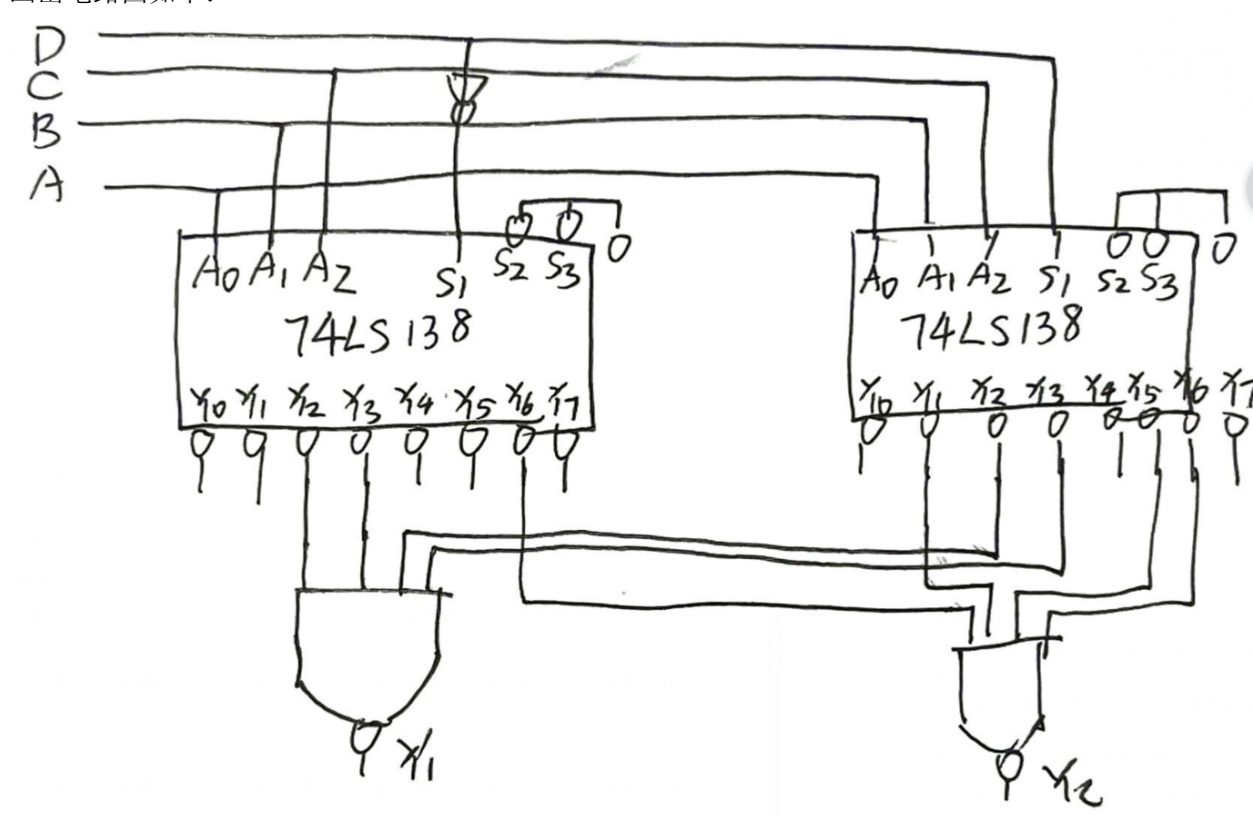 D
C
B
A
A0 A1 A2 S1 S2 S3 0
74LS138
Y0 Y1 Y2 Y3 Y4 Y5 Y6 Y7
A0 A1 A2 S1 S2 S3 0
74LS138
Y0 Y1 Y2 Y3 Y4 Y5 Y6 Y7
Y1
Y2